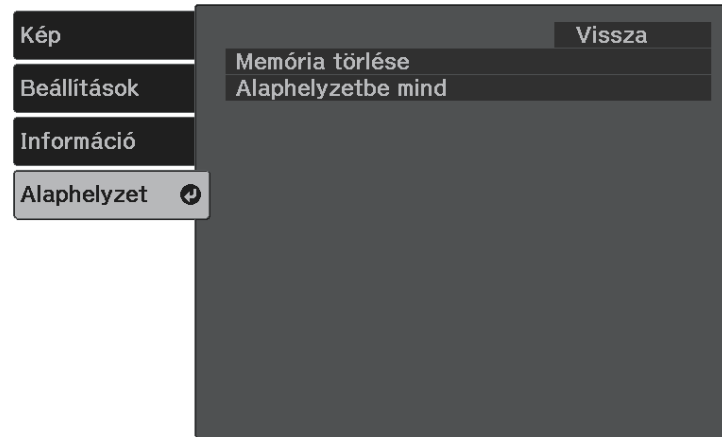 Kép
Beállítások
Információ
Alaphelyzet
Vissza
Memória törlése
Alaphelyzetbe mind